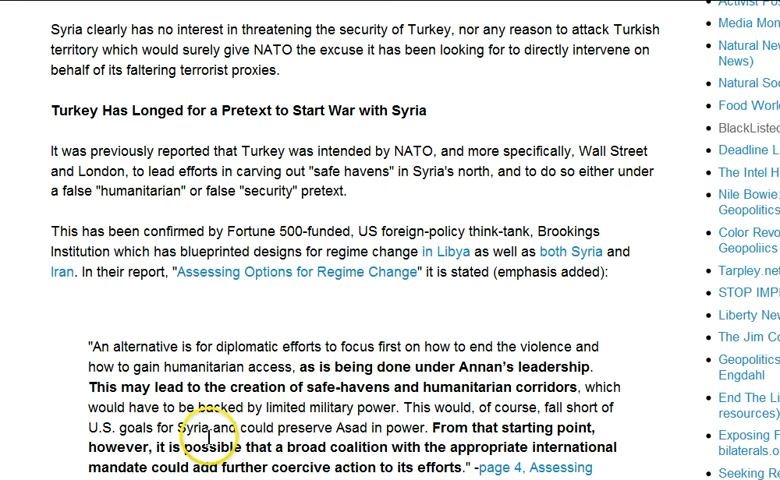 Syria clearly has no interest in threatening the security of Turkey, nor any reason to attack Turkish
territory which would surely give NATO the excuse it has been looking for to directly intervene on
behalf of its faltering terrorist proxies.
Turkey Has Longed for a Pretext to Start War with Syria
It was previously reported that Turkey was intended by NATO, and more specifically, Wall Street
and London, to lead efforts in carving out "safe havens" in Syria's north, and to do so either under
a false "humanitarian" or false "security" pretext.
This has been confirmed by Fortune 500-funded, US foreign-policy think-tank, Brookings
Institution which has blueprinted designs for regime change in Libya as well as both Syria and
Iran. In their report, "Assessing Options for Regime Change" it is stated (emphasis added):
"An alternative is for diplomatic efforts to focus first on how to end the violence and
how to gain humanitarian access, as is being done under Annan's leadership.
This may lead to the creation of safe-havens and humanitarian corridors, which
would have to be backed by limited military power. This would, of course, fall short of
U.S. goals for Syria and could preserve Asad in power. From that starting point,
however, it is possible that a broad coalition with the appropriate international
mandate could add further coercive action to its efforts." -page 4, Assessing
Media Mon
Natural Ne
News)
Natural So
Food Worl
BlackListed
Deadline L
The Intel H
Nile Bowie:
Geopolitics
Color Revo
Geopoliics
Tarpley.net
STOP IMP
Liberty New
The Jim Co
Geopolitics
Engdahl
End The Li
resources)
Exposing F
bilaterals.o
Seeking Re